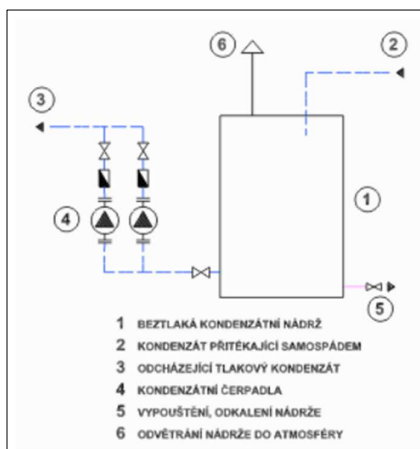 6
2
3
4
1
5
1 BEZTLAKÁ KONDENZÁTNÍ NÁDRŽ
2 KONDENZÁT PŘITÉKAJÍCÍ SAMOSPÁDEM
3 ODCHÁZEJÍCÍ TLAKOVÝ KONDENZÁT
4 KONDENZÁTNÍ ČERPADLA
5 VYPOUŠTĚNÍ, ODKALENÍ NÁDRŽE
6 ODVĚTRÁNÍ NÁDRŽE DO ATMOSFÉRY